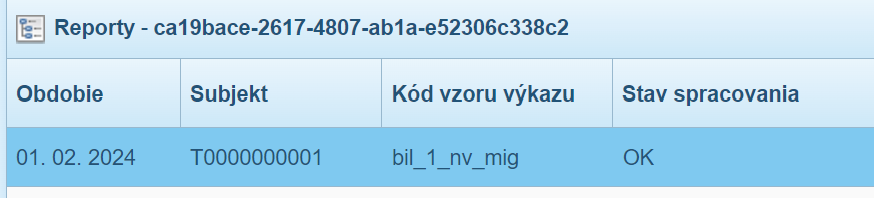 Reporty - ca19bace-2617-4807-ab1a-e52306c338c2
Obdobie Subjekt Kód vzoru výkazu Stav spracovania
01. 02. 2024 T0000000001 bil_1_nv_mig OK